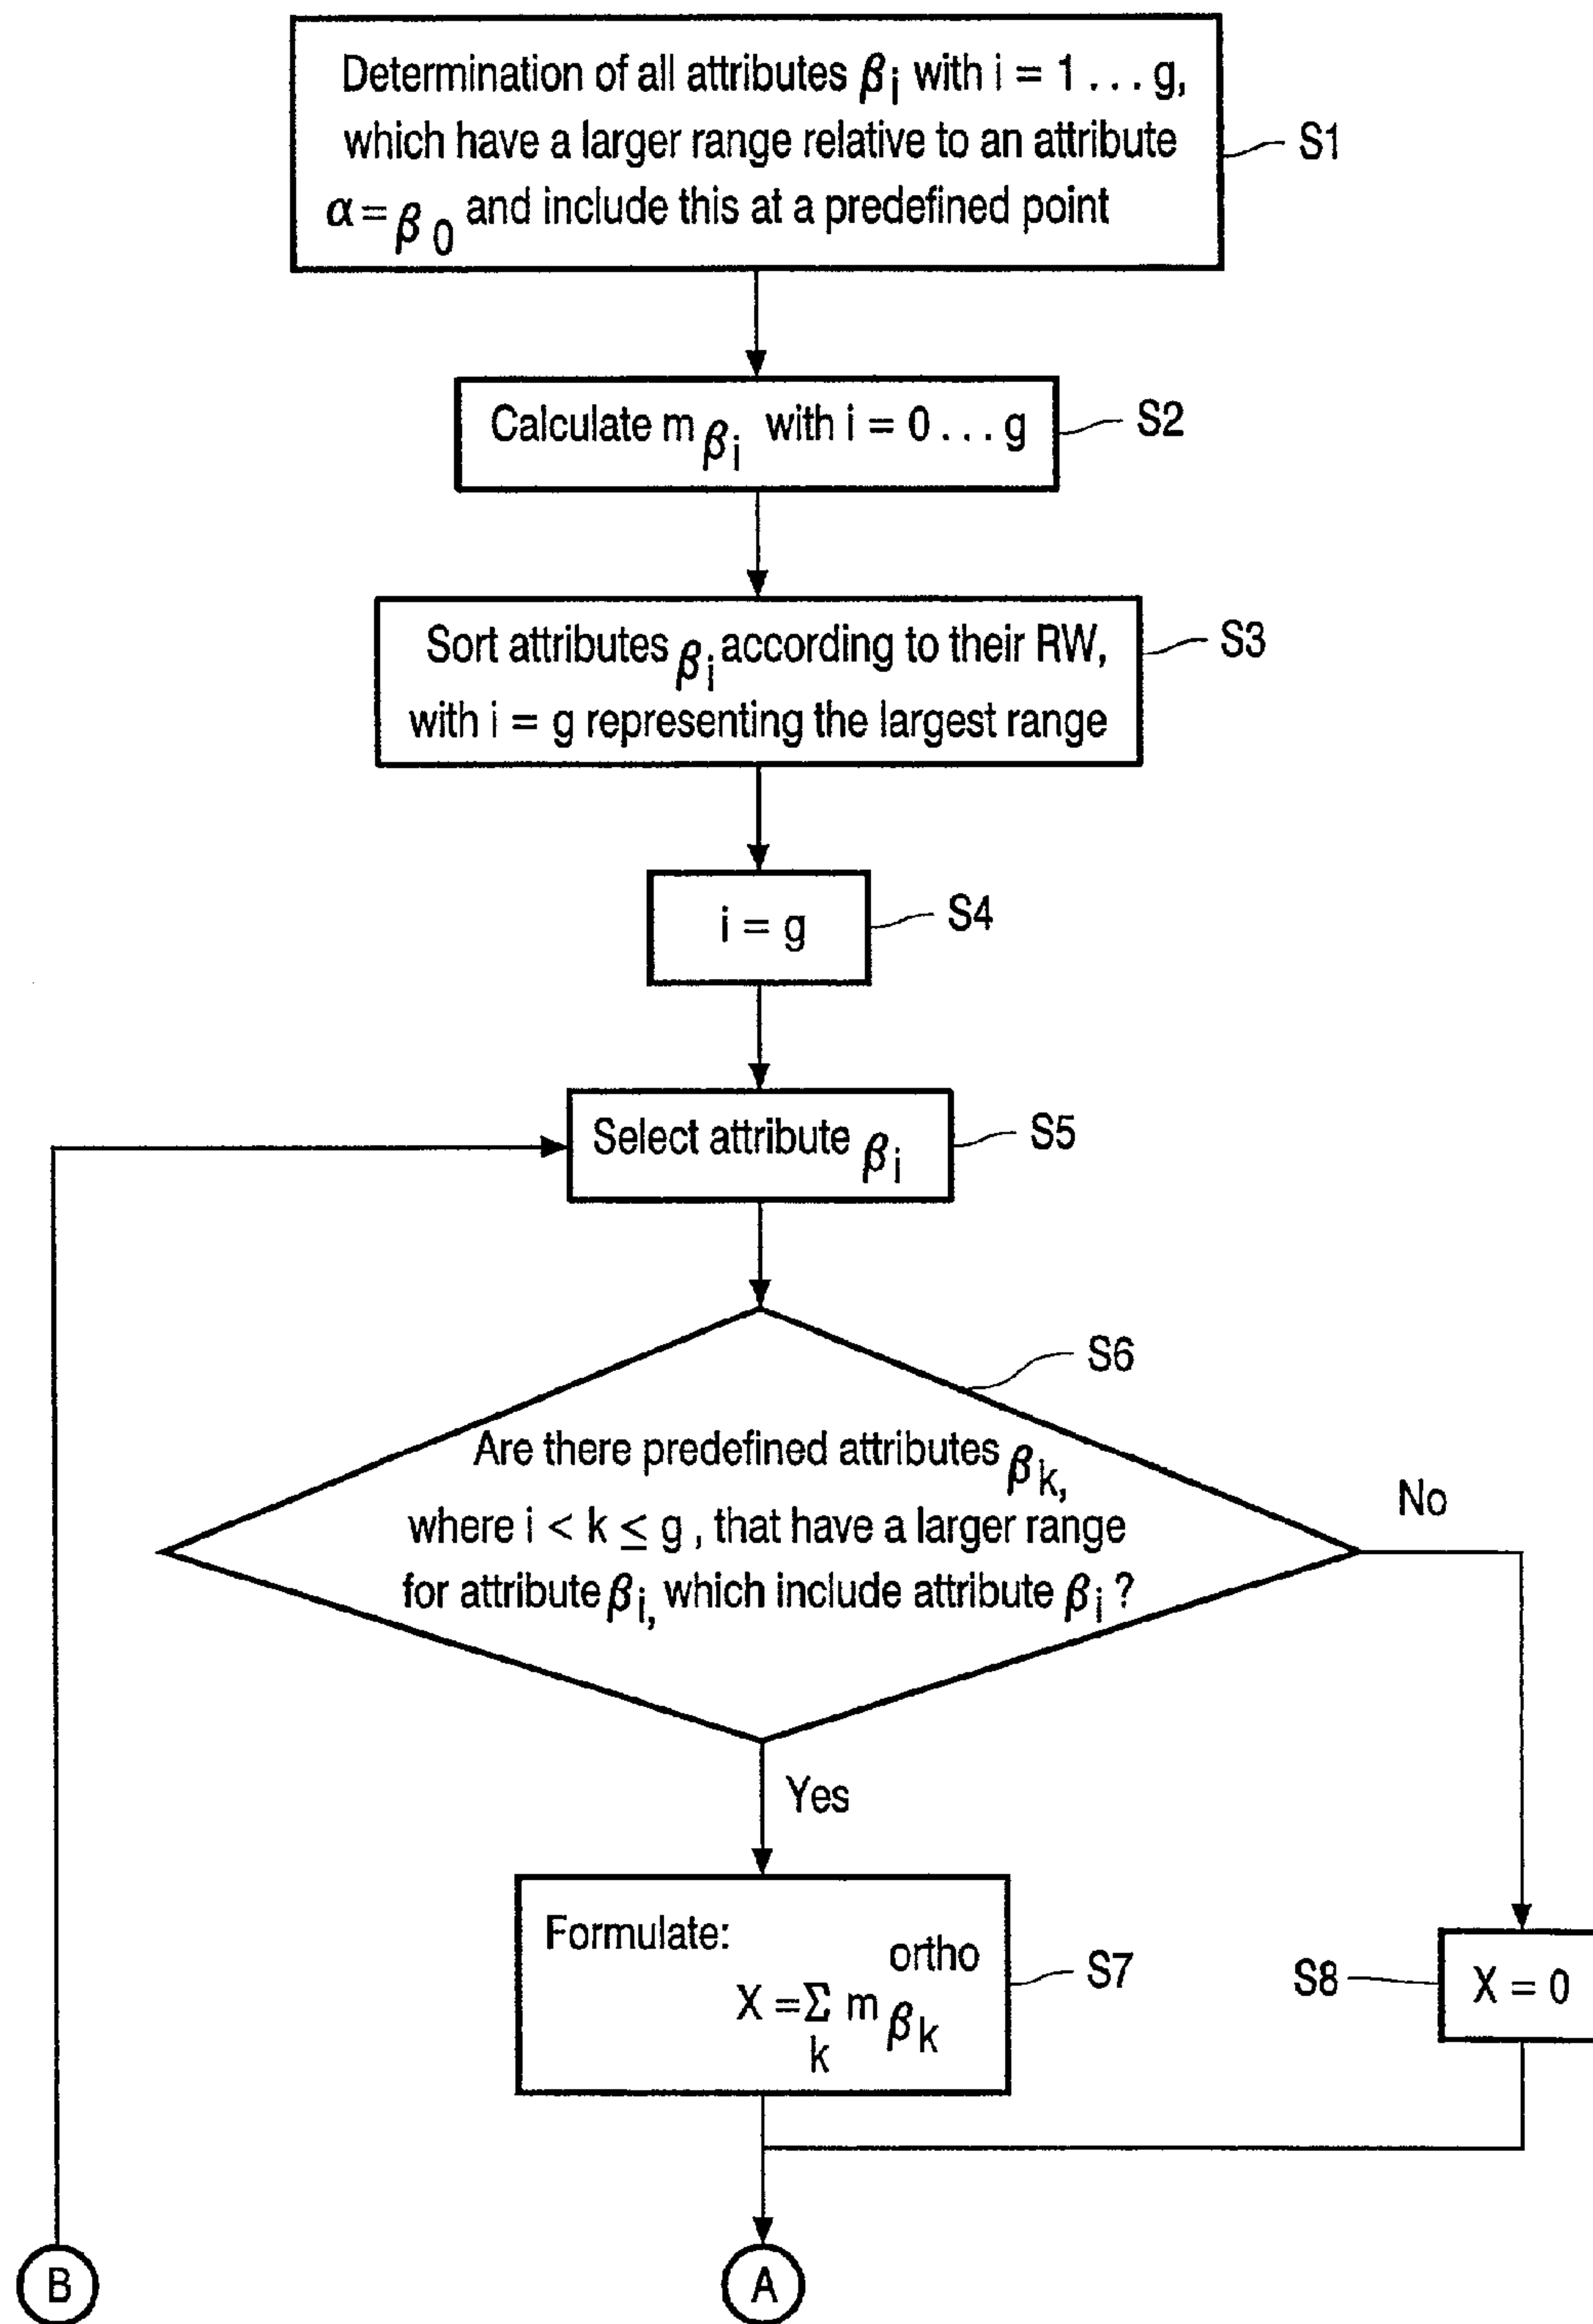 Determination of all attributes βi with i = 1 . . . g,
which have a larger range relative to an attribute
α = β0 and include this at a predefined point
S1
Calculate m βi with i = 0 . . . g
S2
Sort attributes βi according to their RW,
with i = g representing the largest range
S3
i = g
S4
Select attribute βi
S5
S6
Are there predefined attributes βk,
where i < k ≤ g , that have a larger range
for attribute βi, which include attribute βi ?
No
Yes
Formulate:
ortho
X = Σ m βk
k
S7
S8
X = 0
B
A